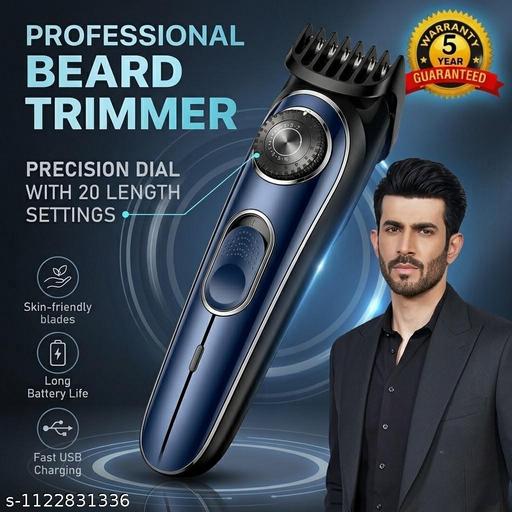 PROFESSIONAL
BEARD
TRIMMER
WARRANTY
5
YEAR
GUARANTEED
PRECISION DIAL
WITH 20 LENGTH
SETTINGS
Skin-friendly
blades
Long
Battery Life
Fast USB
Charging
s-1122831336